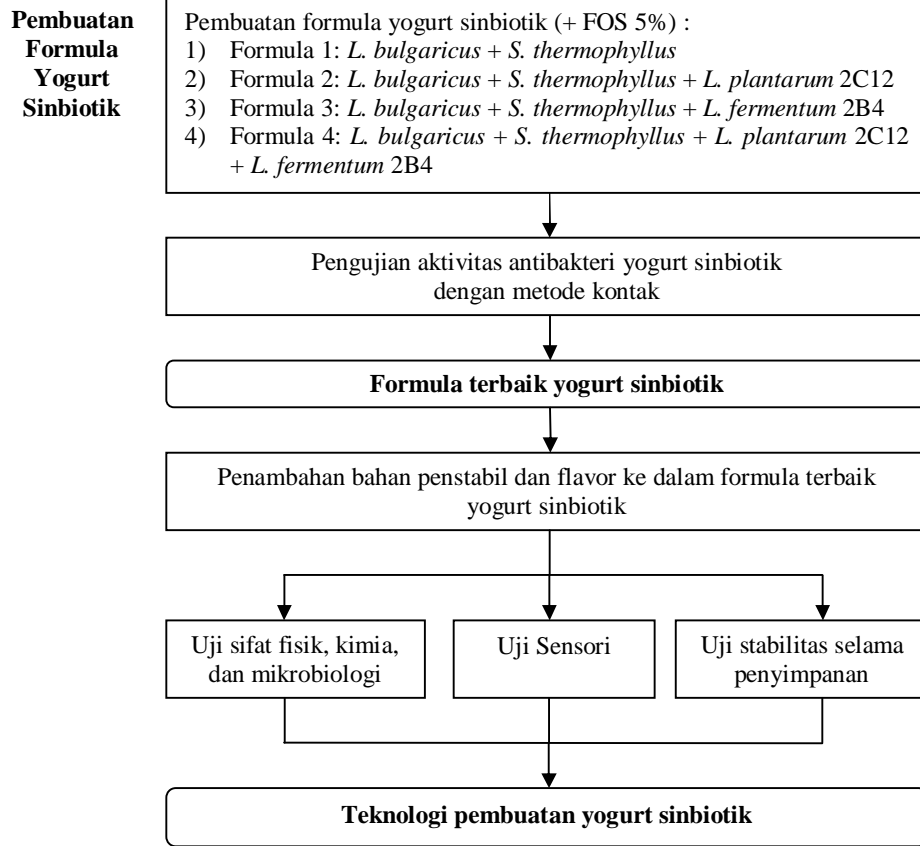 Pembuatan
Formula
Yogurt
Sinbiotik
Pembuatan formula yogurt sinbiotik (+ FOS 5%) :
1) Formula 1: L. bulgaricus + S. thermophyllus
2) Formula 2: L. bulgaricus + S. thermophyllus + L. plantarum 2C12
3) Formula 3: L. bulgaricus + S. thermophyllus + L. fermentum 2B4
4) Formula 4: L. bulgaricus + S. thermophyllus + L. plantarum 2C12
+ L. fermentum 2B4
Pengujian aktivitas antibakteri yogurt sinbiotik
dengan metode kontak
Formula terbaik yogurt sinbiotik
Penambahan bahan penstabil dan flavor ke dalam formula terbaik
yogurt sinbiotik
Uji sifat fisik, kimia,
dan mikrobiologi
Uji Sensori
Uji stabilitas selama
penyimpanan
Teknologi pembuatan yogurt sinbiotik